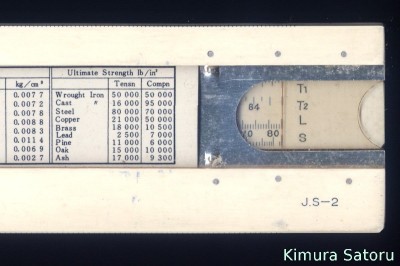 Ultimate Strength lb/in²
kg/cm³ Tensn Compn
0.007 7 Wrought Iron 50 000 50 000
0.007 2 Cast 〃 16 000 95 000
0.007 8 Steel 80 000 70 000
0.008 8 Copper 21 000 50 000
0.008 3 Brass 18 000 10 500
0.011 4 Lead 2 500 7 000
0.006 9 Pine 11 000 6 000
0.002 7 Oak 15 000 10 000
Ash 17,000 9 300
T1
T2
L
S
84
70 80
J.S-2
Kimura Satoru